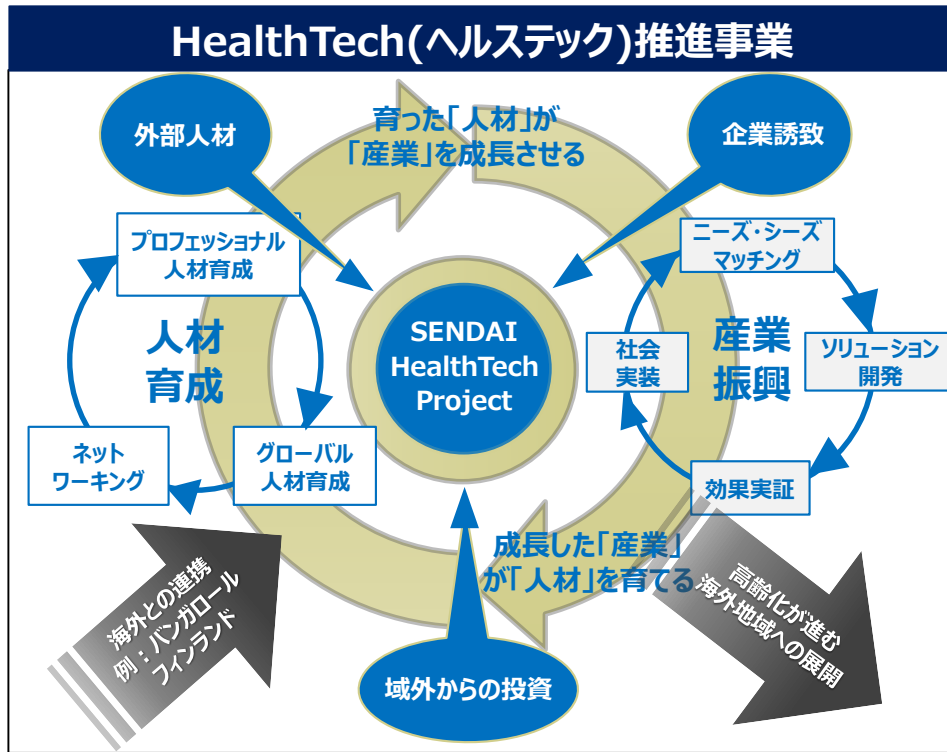 HealthTech(ヘルステック)推進事業
外部人材
育った「人材」が
「産業」を成長させる
企業誘致
プロフェッショナル
人材育成
ニーズ・シーズ
マッチング
人材
育成
SENDAI
HealthTech
Project
社会
実装
産業
振興
ソリューション
開発
ネット
ワーキング
グローバル
人材育成
効果実証
成長した「産業」
が「人材」を育てる
海外との連携
例：バンガロール
フィンランド
域外からの投資
高齢化が進む
海外地域への展開